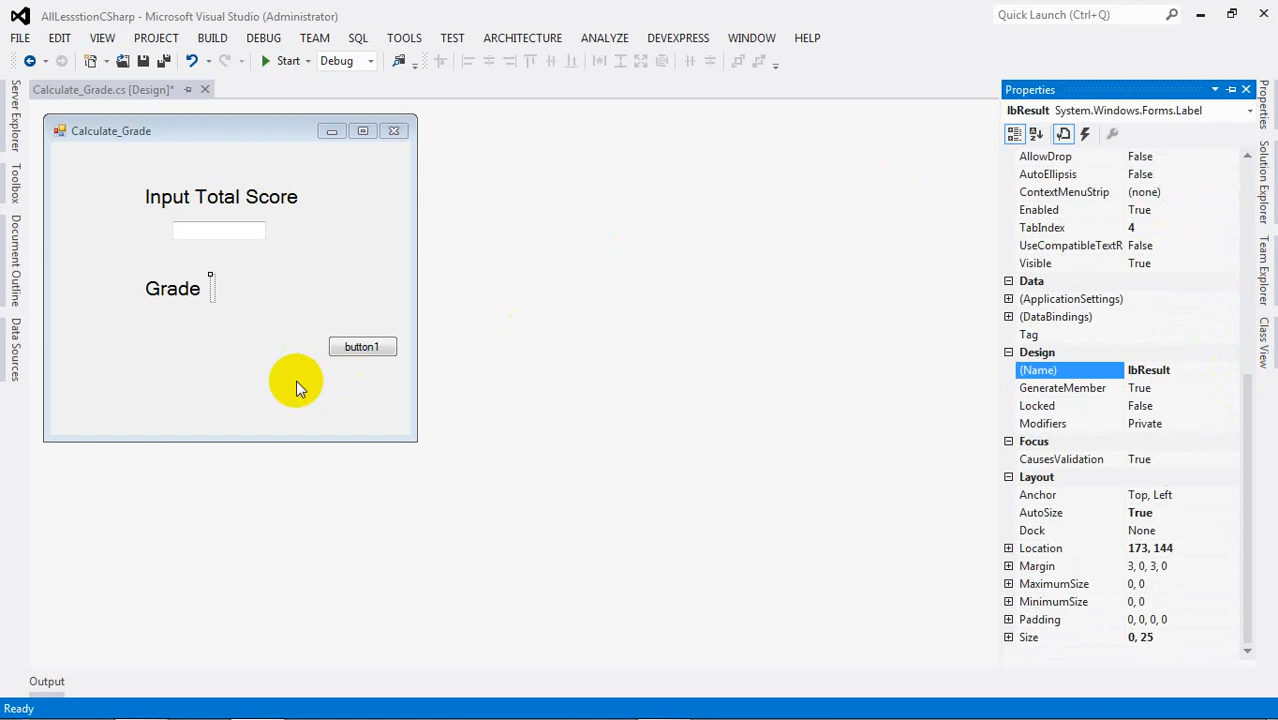 AllLesstionCSharp - Microsoft Visual Studio (Administrator)
Quick Launch (Ctrl+Q)
FILE EDIT VIEW PROJECT BUILD DEBUG TEAM SQL TOOLS TEST ARCHITECTURE ANALYZE DEVEXPRESS WINDOW HELP
Start Debug
Calculate_Grade.cs [Design]*
Server Explorer
Toolbox
Document Outline
Data Sources
Calculate_Grade
Input Total Score
Grade
button1
Properties
lbResult System.Windows.Forms.Label
AllowDrop False
AutoEllipsis False
ContextMenuStrip (none)
Enabled True
TabIndex 4
UseCompatibleTextR False
Visible True
Data
(ApplicationSettings)
(DataBindings)
Tag
Design
(Name) lbResult
GenerateMember True
Locked False
Modifiers Private
Focus
CausesValidation True
Layout
Anchor Top, Left
AutoSize True
Dock None
Location 173, 144
Margin 3, 0, 3, 0
MaximumSize 0, 0
MinimumSize 0, 0
Padding 0, 0, 0, 0
Size 0, 25
Properties
Solution Explorer
Team Explorer
Class View
Output
Ready